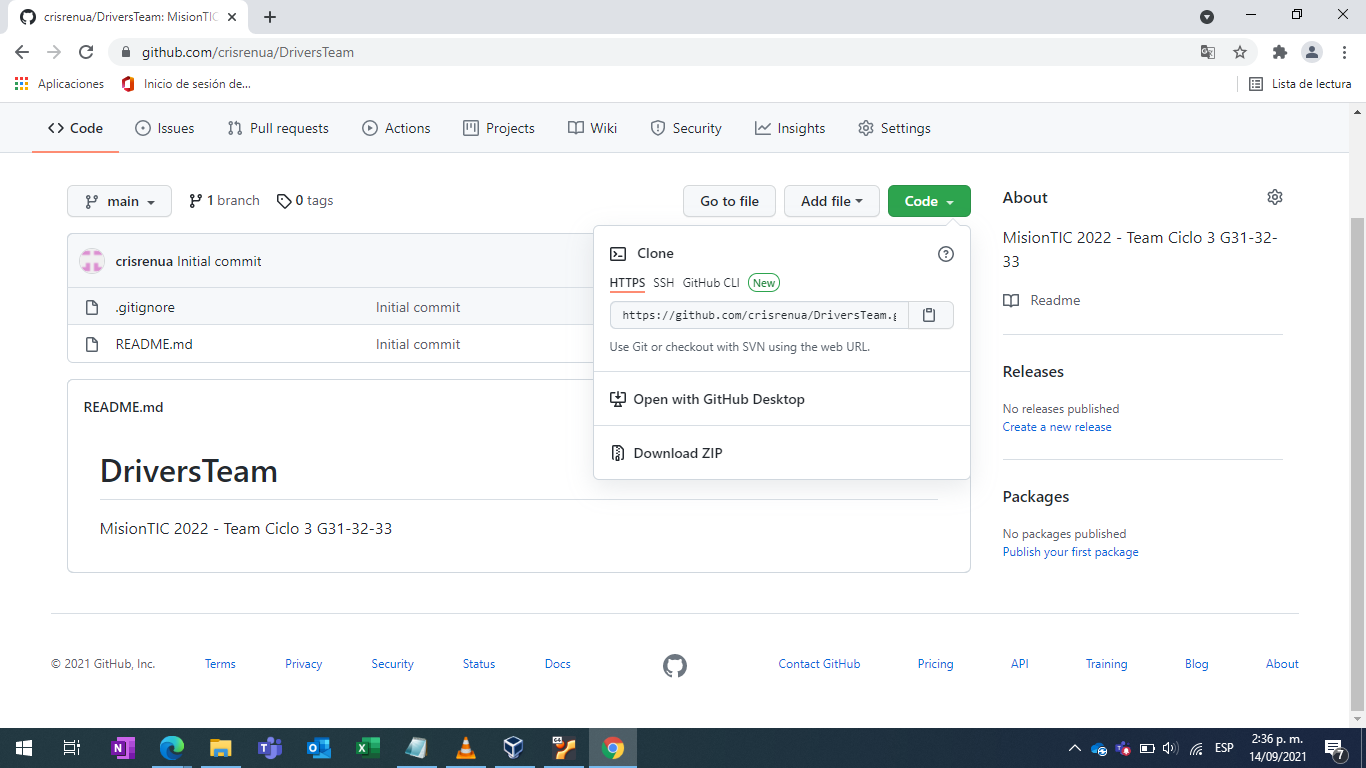 crisrenua/DriversTeam: MisionTIC
github.com/crisrenua/DriversTeam
Aplicaciones
Inicio de sesión de...
Lista de lectura
Code
Issues
Pull requests
Actions
Projects
Wiki
Security
Insights
Settings
main
1 branch
0 tags
Go to file
Add file
Code
About
MisionTIC 2022 - Team Ciclo 3 G31-32-
33
Readme
crisrenua Initial commit
.gitignore
Initial commit
README.md
Initial commit
Clone
HTTPS
SSH
GitHub CLI
New
https://github.com/crisrenua/DriversTeam.g
Use Git or checkout with SVN using the web URL.
Open with GitHub Desktop
Download ZIP
Releases
No releases published
Create a new release
Packages
No packages published
Publish your first package
README.md
DriversTeam
MisionTIC 2022 - Team Ciclo 3 G31-32-33
© 2021 GitHub, Inc.
Terms
Privacy
Security
Status
Docs
Contact GitHub
Pricing
API
Training
Blog
About
ESP
2:36 p. m.
14/09/2021
7